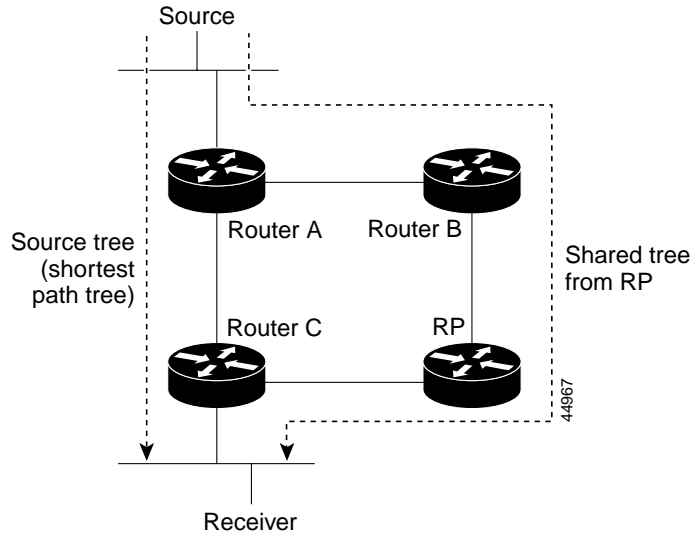 Source
Router A
Router B
Source tree
(shortest
path tree)
Shared tree
from RP
Router C
RP
44967
Receiver